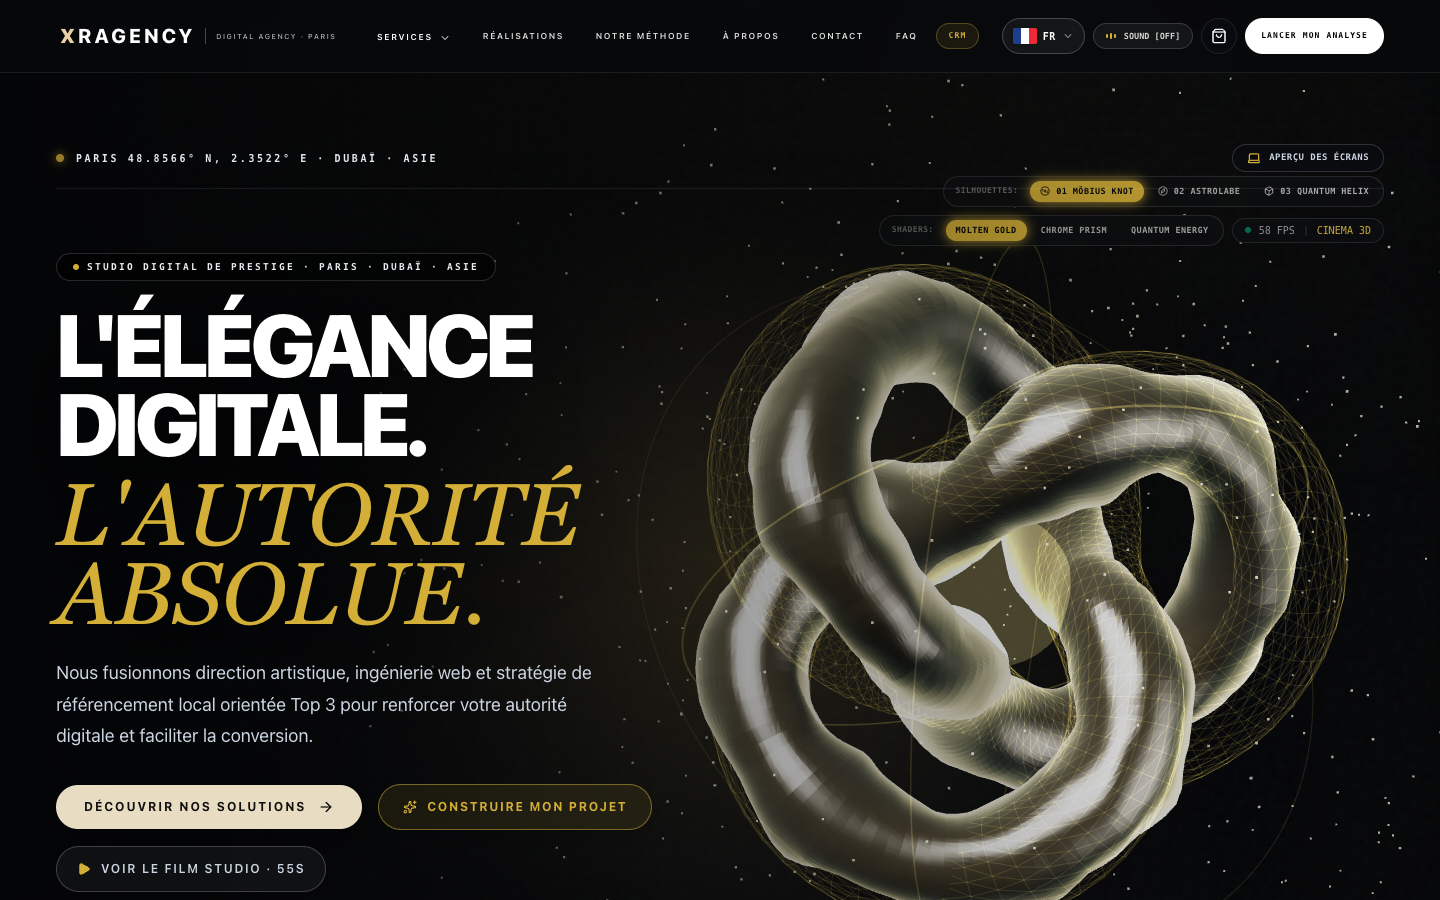 XRAGENCY
DIGITAL AGENCY · PARIS
SERVICES
RÉALISATIONS
NOTRE MÉTHODE
À PROPOS
CONTACT
FAQ
CRM
FR
SOUND [OFF]
LANCER MON ANALYSE
PARIS 48.8566° N, 2.3522° E · DUBAÏ · ASIE
APERÇU DES ÉCRANS
SILHOUETTES:
01 MÖBIUS KNOT
02 ASTROLABE
03 QUANTUM HELIX
SHADERS:
MOLTEN GOLD
CHROME PRISM
QUANTUM ENERGY
58 FPS | CINEMA 3D
STUDIO DIGITAL DE PRESTIGE · PARIS · DUBAÏ · ASIE
L'ÉLÉGANCE
DIGITALE.
L'AUTORITÉ
ABSOLUE.
Nous fusionnons direction artistique, ingénierie web et stratégie de
référencement local orientée Top 3 pour renforcer votre autorité
digitale et faciliter la conversion.
DÉCOUVRIR NOS SOLUTIONS
CONSTRUIRE MON PROJET
VOIR LE FILM STUDIO · 55S